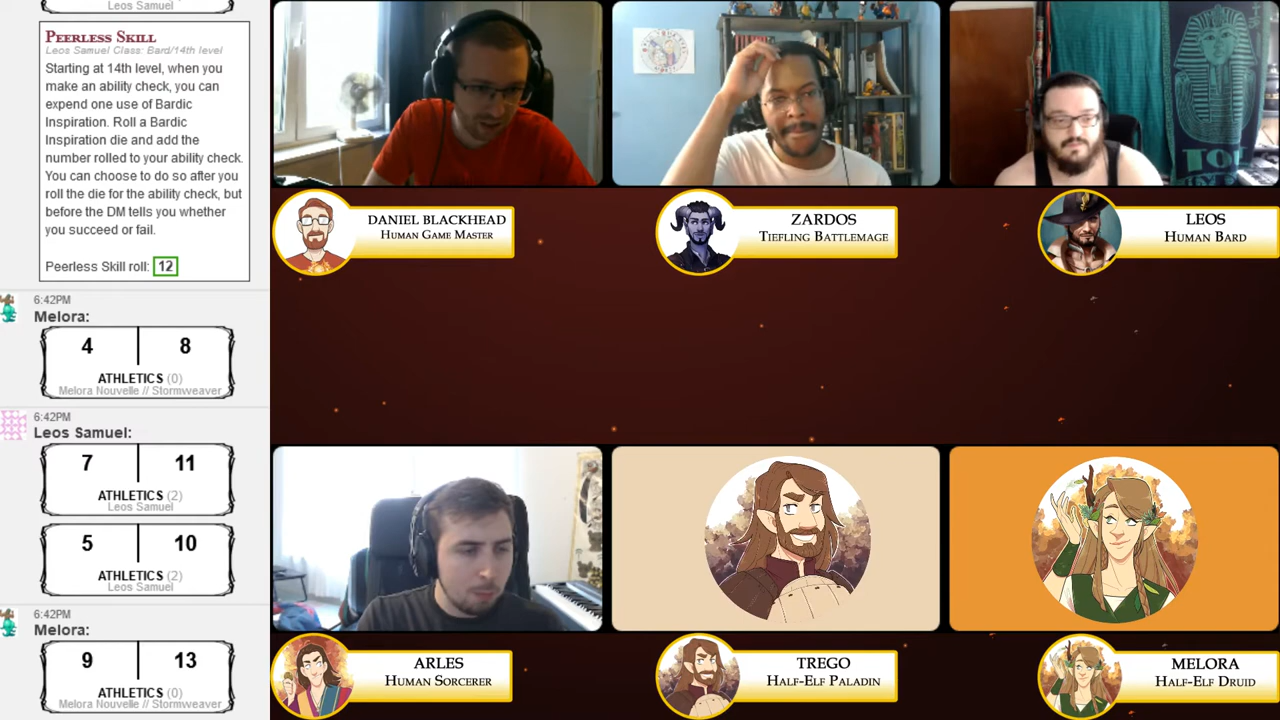 Leos Samuel
PEERLESS SKILL
Leos Samuel Class: Bard/14th level
Starting at 14th level, when you
make an ability check, you can
expend one use of Bardic
Inspiration. Roll a Bardic
Inspiration die and add the
number rolled to your ability check.
You can choose to do so after you
roll the die for the ability check, but
before the DM tells you whether
you succeed or fail.
Peerless Skill roll: 12
6:42PM
Melora:
4 8
ATHLETICS (0)
Melora Nouvelle // Stormweaver
6:42PM
Leos Samuel:
7 11
ATHLETICS (2)
Leos Samuel
5 10
ATHLETICS (2)
Leos Samuel
6:42PM
Melora:
9 13
ATHLETICS (0)
Melora Nouvelle // Stormweaver
DANIEL BLACKHEAD
HUMAN GAME MASTER
ZARDOS
TIEFLING BATTLEMAGE
LEOS
HUMAN BARD
ARLES
HUMAN SORCERER
TREGO
HALF-ELF PALADIN
MELORA
HALF-ELF DRUID